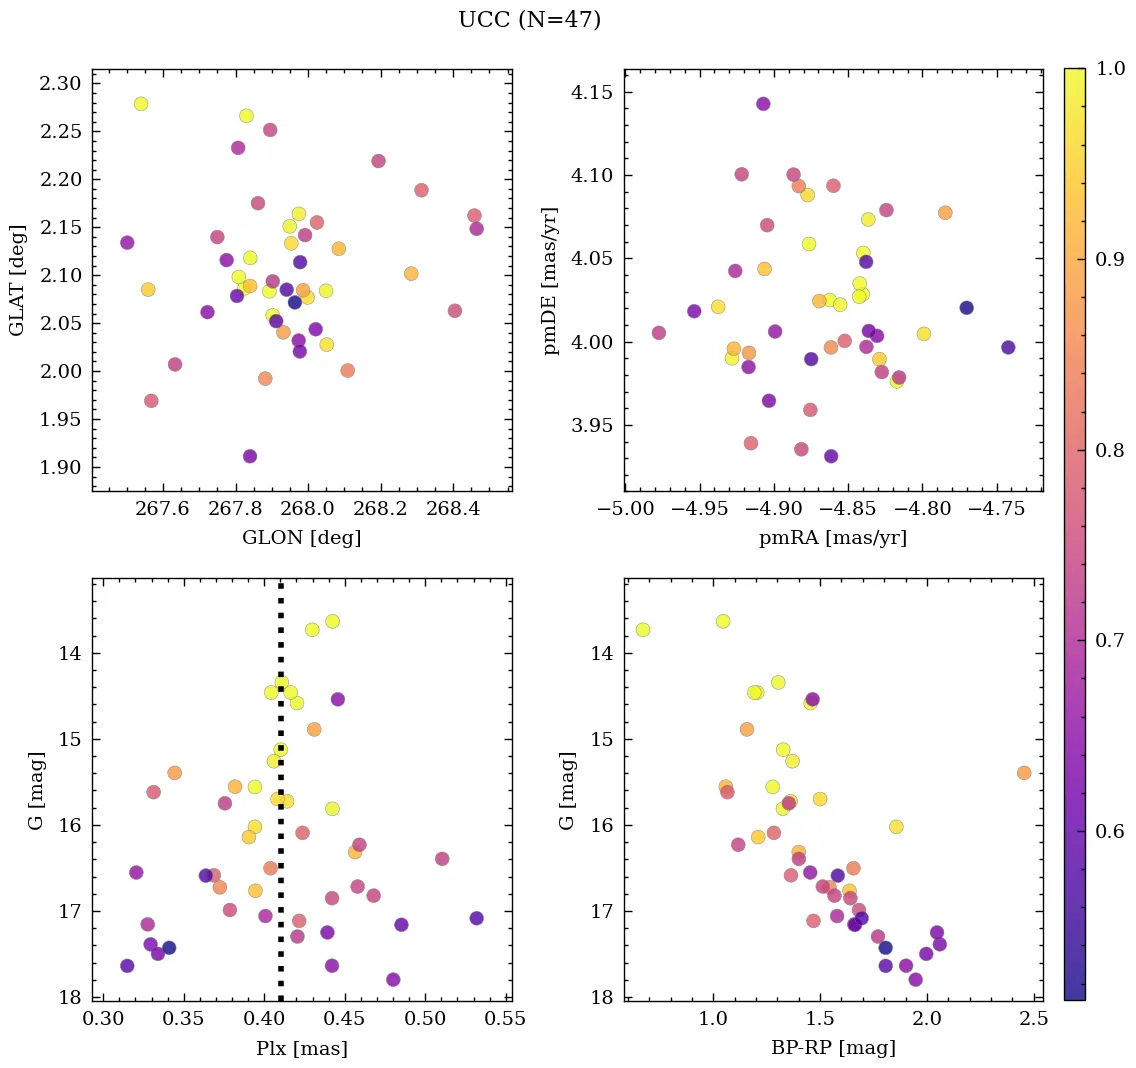 UCC (N=47)
2.30
2.25
2.20
2.15
2.10
2.05
2.00
1.95
1.90
GLAT [deg]
267.6 267.8 268.0 268.2 268.4
GLON [deg]
4.15
4.10
4.05
4.00
3.95
pmDE [mas/yr]
−5.00 −4.95 −4.90 −4.85 −4.80 −4.75
pmRA [mas/yr]
14
15
16
17
18
G [mag]
0.30 0.35 0.40 0.45 0.50 0.55
Plx [mas]
14
15
16
17
18
G [mag]
1.0 1.5 2.0 2.5
BP-RP [mag]
1.0
0.9
0.8
0.7
0.6